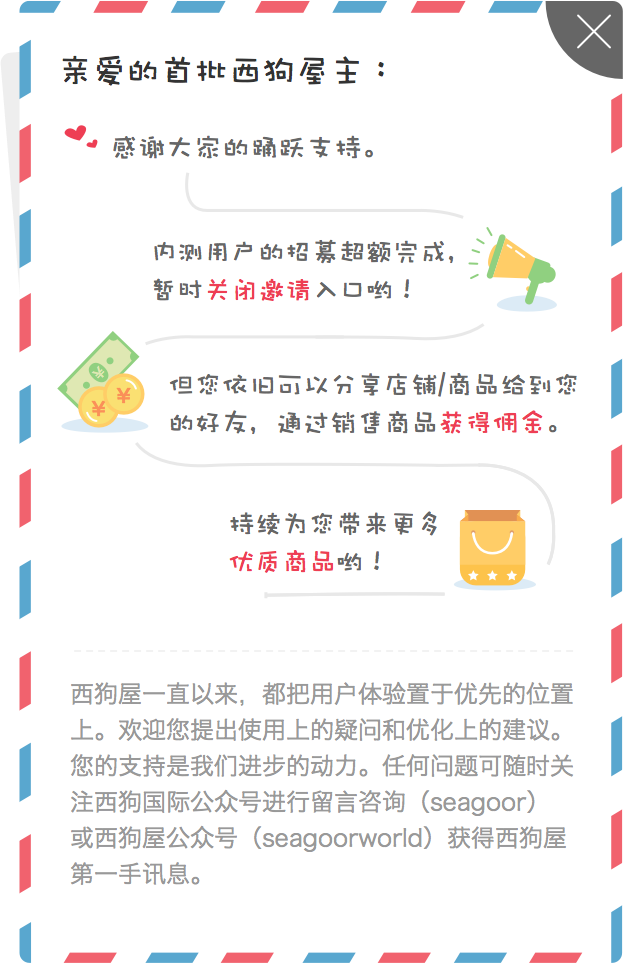 亲爱的首批西狗屋主：
感谢大家的踊跃支持。
内测用户的招募超额完成,
暂时关闭邀请入口哟！
但您依旧可以分享店铺/商品给到您
的好友，通过销售商品获得佣金。
持续为您带来更多
优质商品哟！
西狗屋一直以来，都把用户体验置于优先的位置
上。欢迎您提出使用上的疑问和优化上的建议。
您的支持是我们进步的动力。任何问题可随时关
注西狗国际公众号进行留言咨询（seagoor）
或西狗屋公众号（seagoorworld）获得西狗屋
第一手讯息。